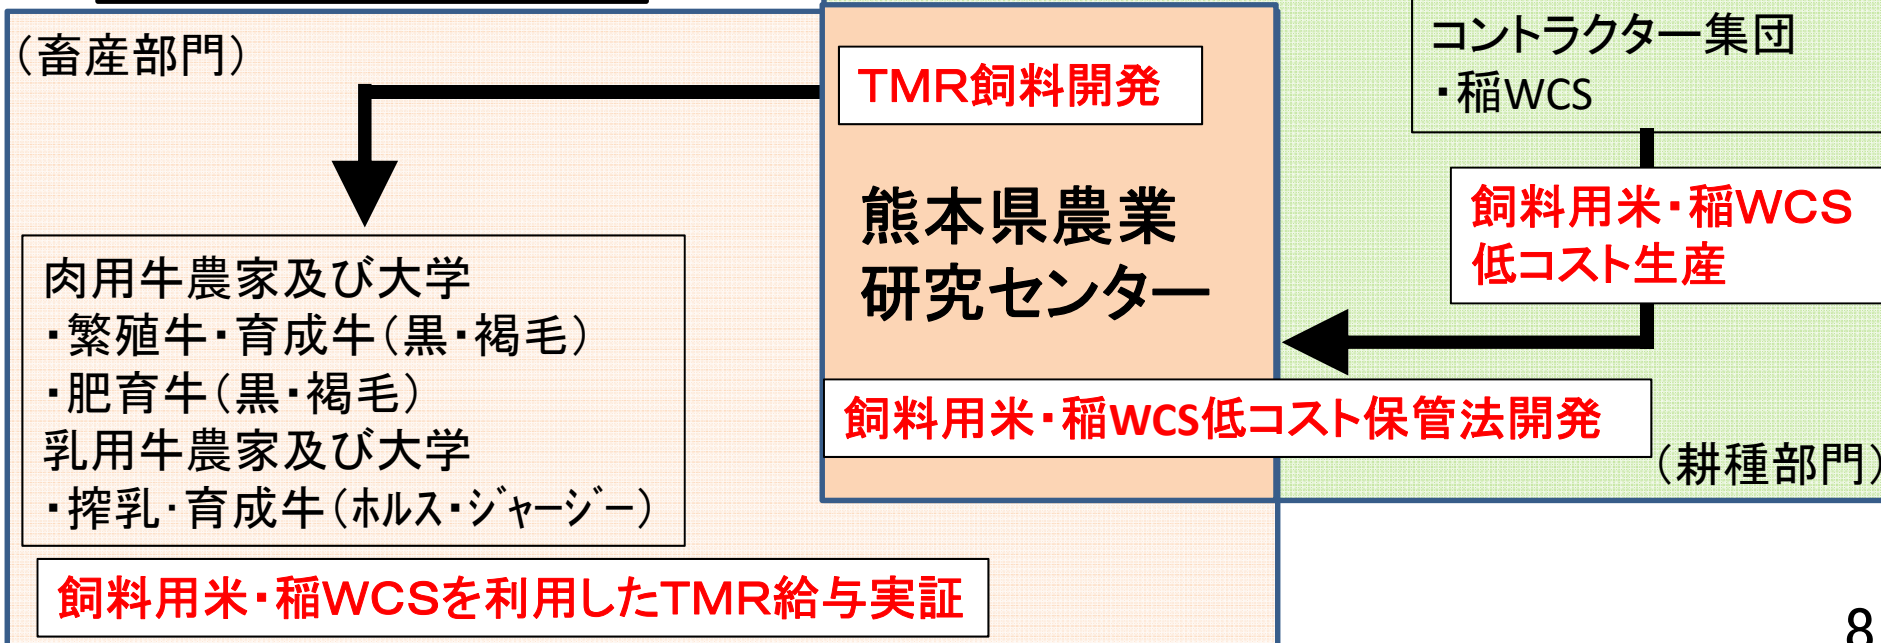 (畜産部門)
TMR飼料開発
熊本県農業
研究センター
コントラクター集団
・稲WCS
飼料用米・稲WCS
低コスト生産
肉用牛農家及び大学
・繁殖牛・育成牛(黒・褐毛)
・肥育牛(黒・褐毛)
乳用牛農家及び大学
・搾乳・育成牛(ホルス・ジャージー)
飼料用米・稲WCS低コスト保管法開発
(耕種部門)
飼料用米・稲WCSを利用したTMR給与実証
8